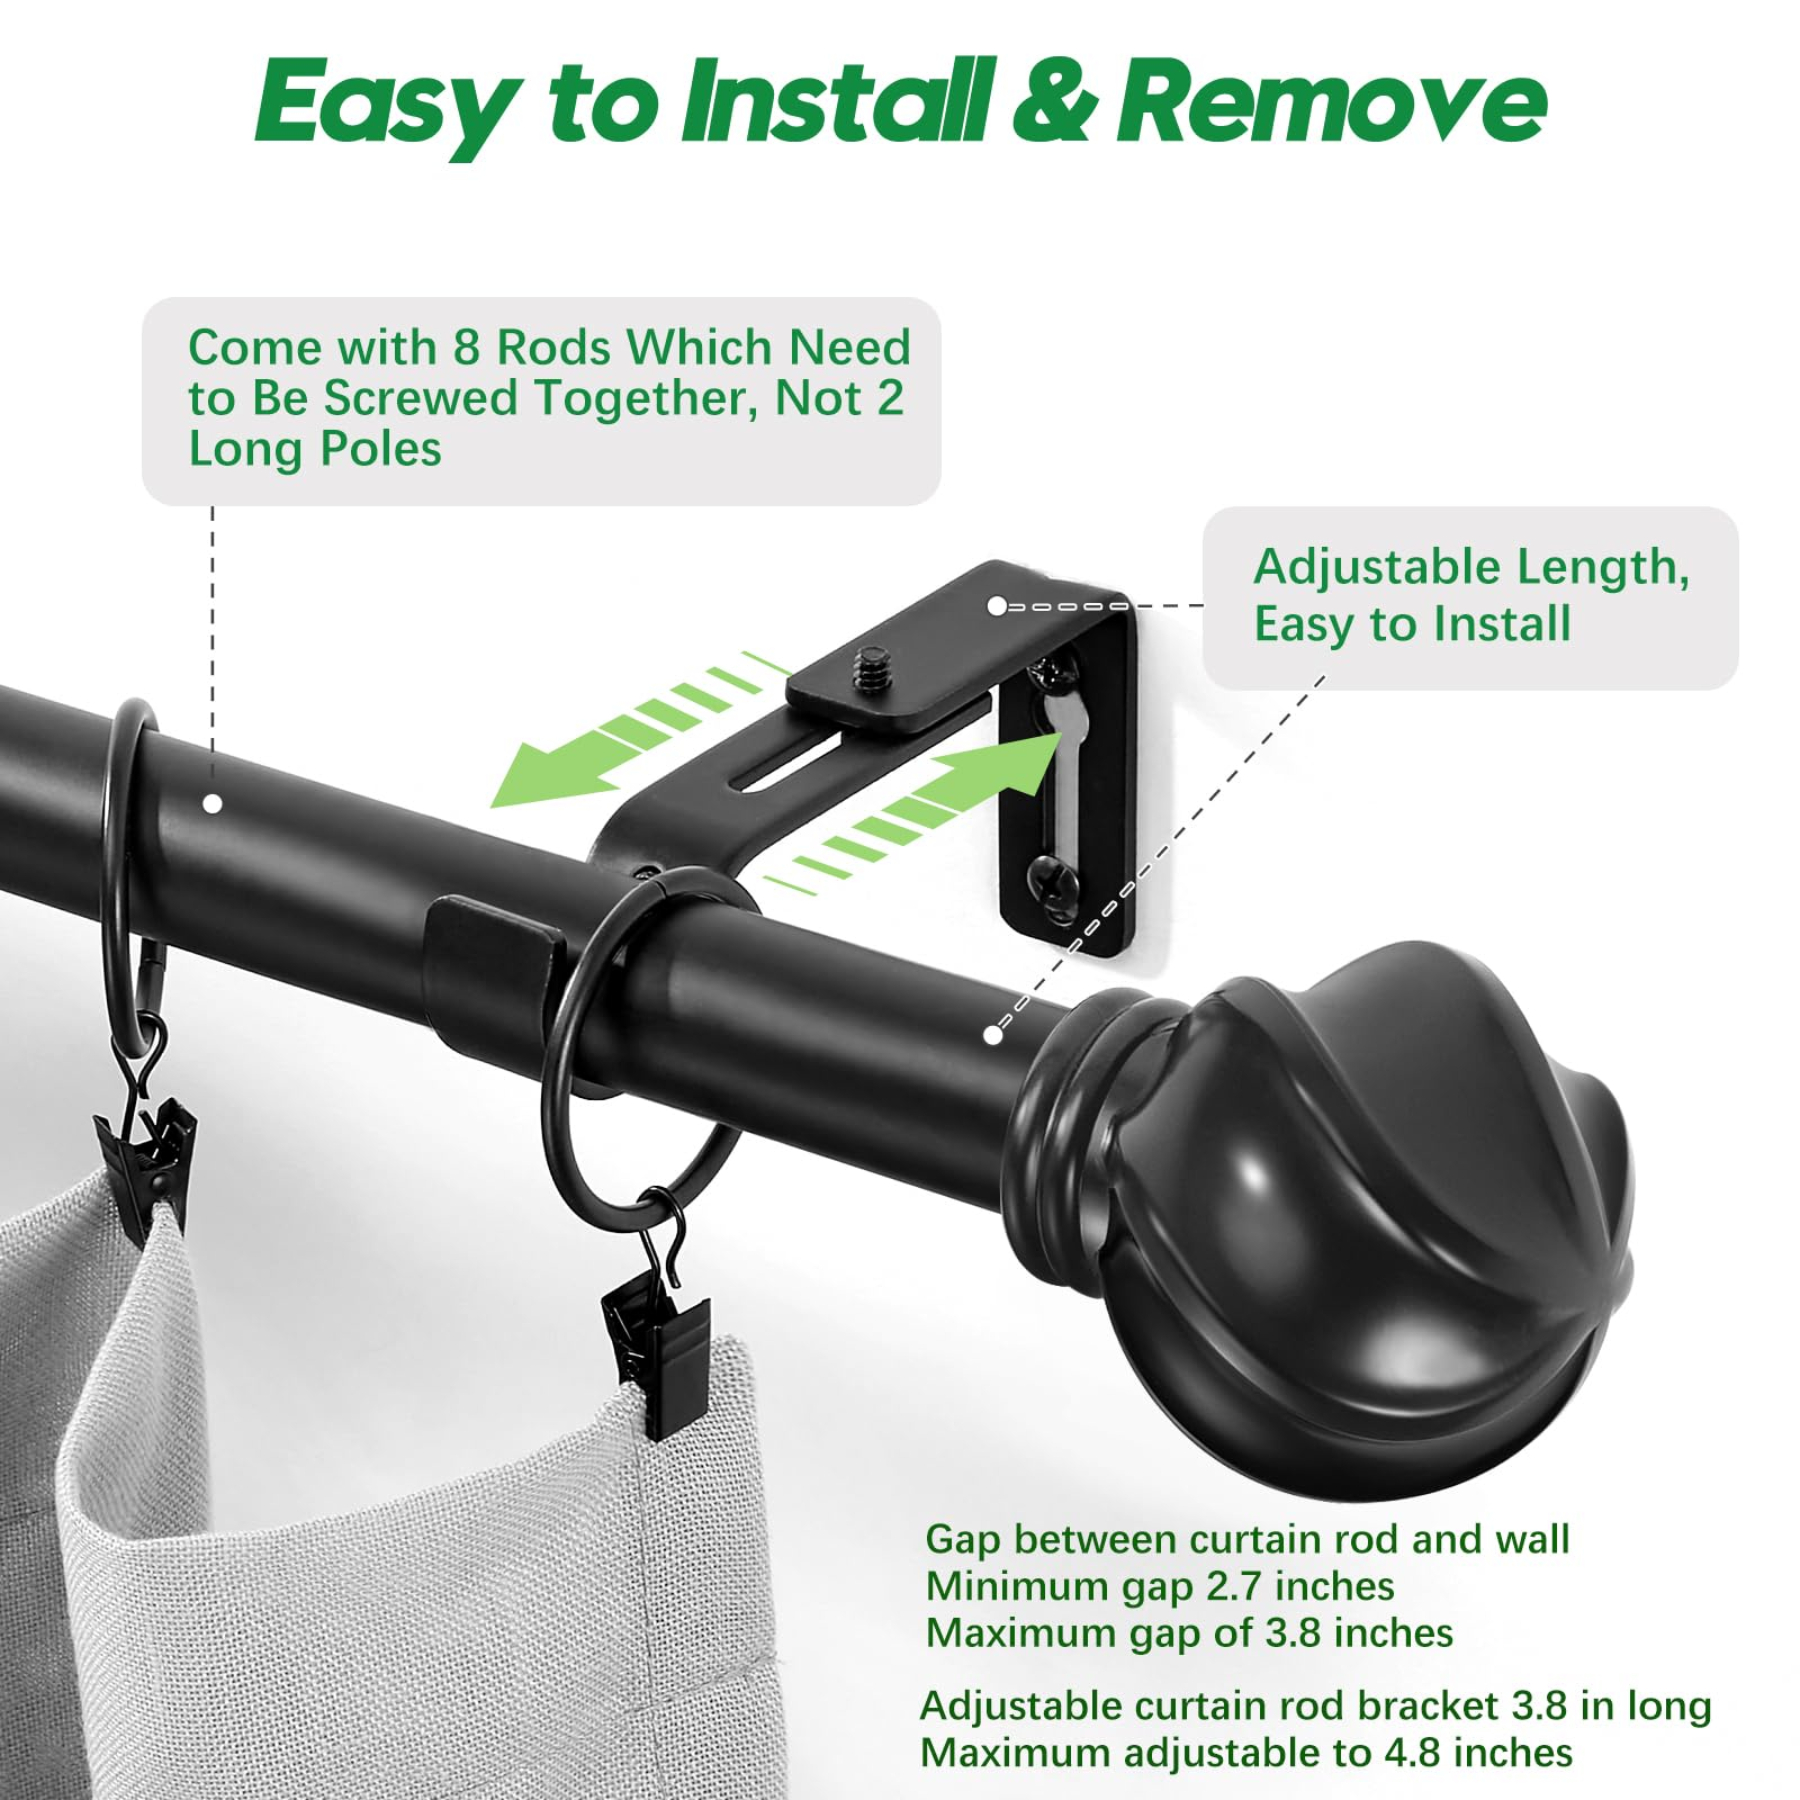 Easy to Install & Remove
Come with 8 Rods Which Need
to Be Screwed Together, Not 2
Long Poles
Adjustable Length,
Easy to Install
Gap between curtain rod and wall
Minimum gap 2.7 inches
Maximum gap of 3.8 inches
Adjustable curtain rod bracket 3.8 in long
Maximum adjustable to 4.8 inches